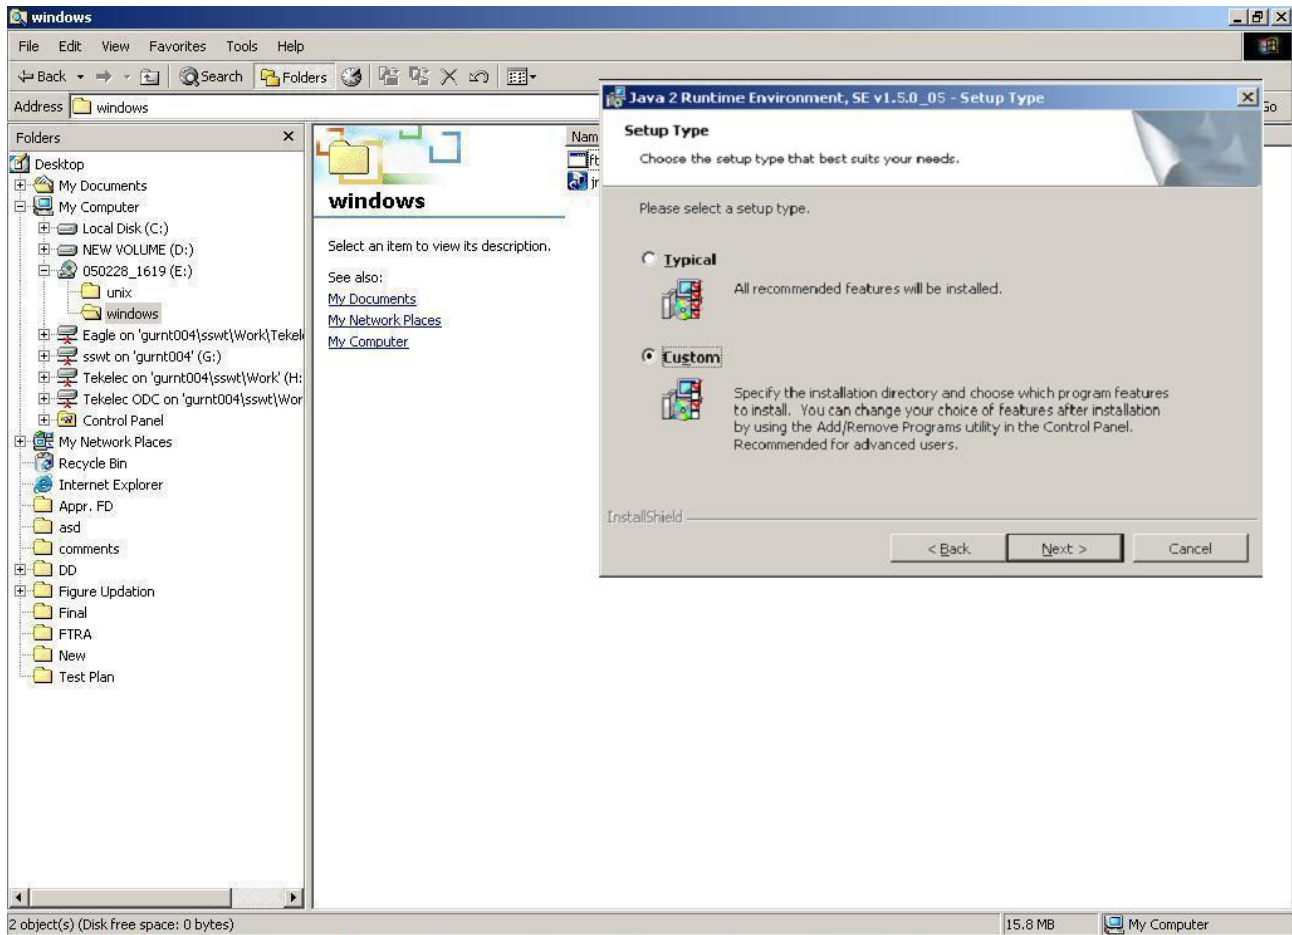 windows
File Edit View Favorites Tools Help
Back Search Folders
Address windows
Folders
Desktop
My Documents
My Computer
Local Disk (C:)
NEW VOLUME (D:)
050228_1619 (E:)
unix
windows
Eagle on 'gurnt004\sswt\Work\Tekel
sswt on 'gurnt004' (G:)
Tekelec on 'gurnt004\sswt\Work' (H:
Tekelec ODC on 'gurnt004\sswt\Wor
Control Panel
My Network Places
Recycle Bin
Internet Explorer
Appr. FD
asd
comments
DD
Figure Updation
Final
FTRA
New
Test Plan
windows
Select an item to view its description.
See also:
My Documents
My Network Places
My Computer
Nam
ft
jr
Java 2 Runtime Environment, SE v1.5.0_05 - Setup Type
Setup Type
Choose the setup type that best suits your needs.
Please select a setup type.
Typical
All recommended features will be installed.
Custom
Specify the installation directory and choose which program features
to install. You can change your choice of features after installation
by using the Add/Remove Programs utility in the Control Panel.
Recommended for advanced users.
InstallShield
< Back Next > Cancel
2 object(s) (Disk free space: 0 bytes) 15.8 MB My Computer